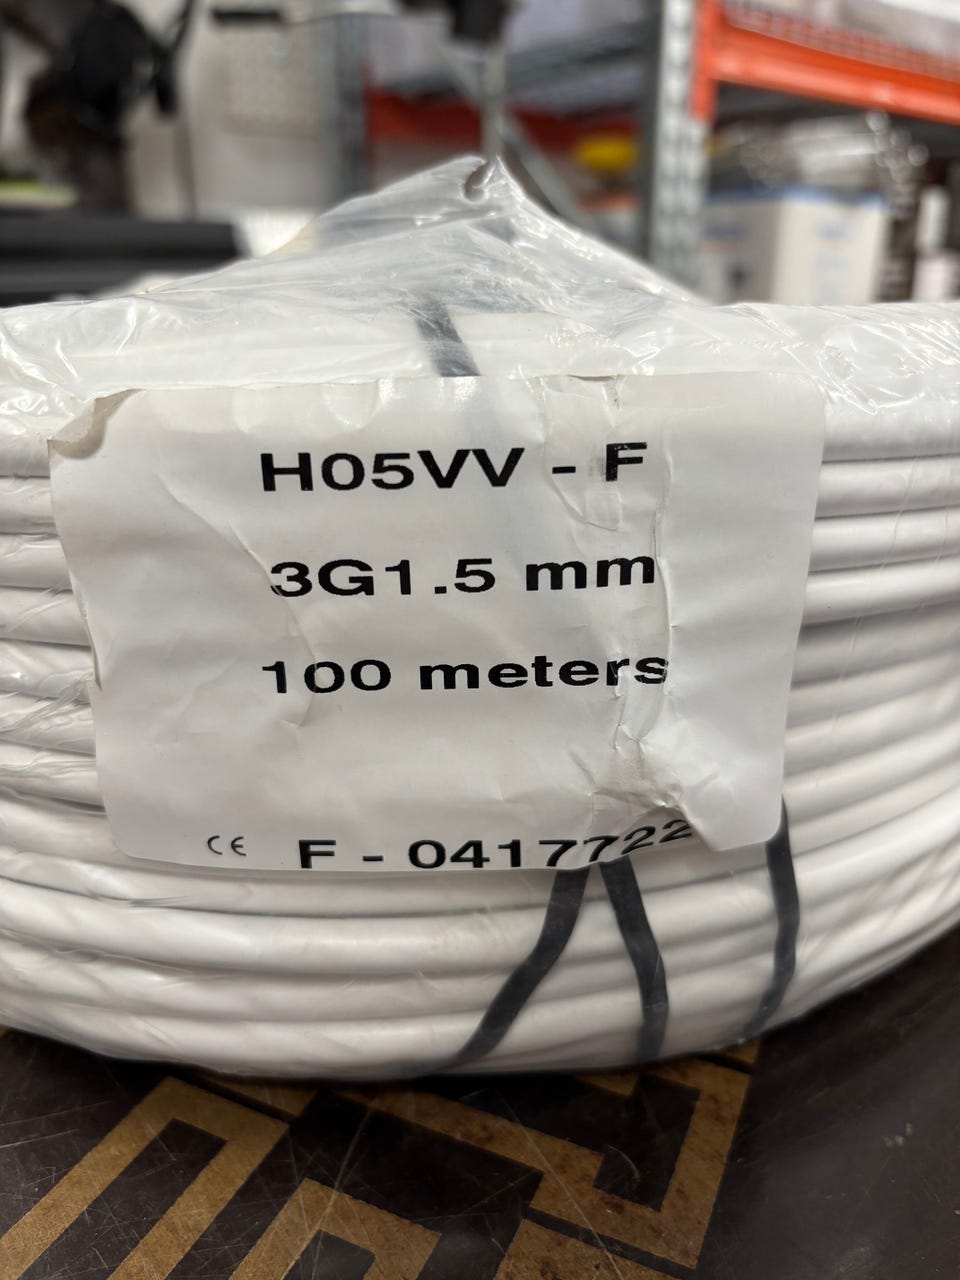 H05VV - F
3G1.5 mm
100 meters
CE F - 0417722